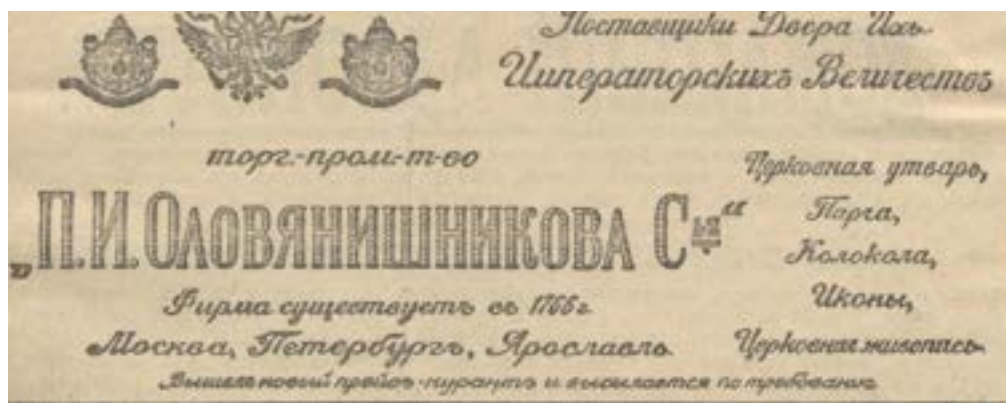 Поставщики Двора Ихъ
Императорскихъ Величествъ
торг.-пром-т-во
„П.И.ОЛОВЯНИШНИКОВА С-ья“
Фирма существуетъ съ 1766 г
Москва, Петербургъ, Ярославль
Церковная утварь,
Парча,
Колокола,
Иконы,
Церковная живопись
Вышелъ новый прейсъ-курантъ и высылается по требованію